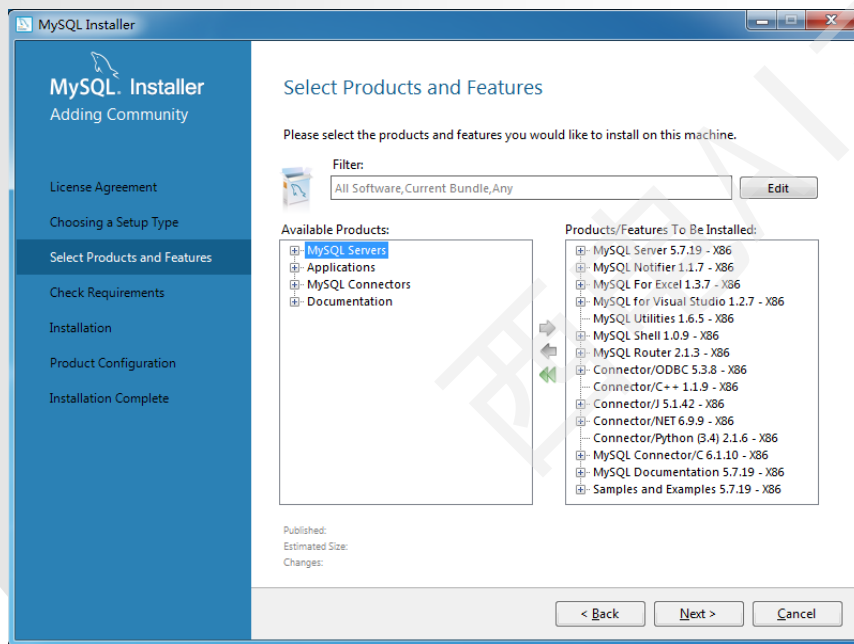 MySQL Installer
MySQL. Installer
Adding Community
License Agreement
Choosing a Setup Type
Select Products and Features
Check Requirements
Installation
Product Configuration
Installation Complete
Select Products and Features
Please select the products and features you would like to install on this machine.
Filter:
All Software,Current Bundle,Any
Edit
Available Products:
MySQL Servers
Applications
MySQL Connectors
Documentation
Products/Features To Be Installed:
MySQL Server 5.7.19 - X86
MySQL Notifier 1.1.7 - X86
MySQL For Excel 1.3.7 - X86
MySQL for Visual Studio 1.2.7 - X86
MySQL Utilities 1.6.5 - X86
MySQL Shell 1.0.9 - X86
MySQL Router 2.1.3 - X86
Connector/ODBC 5.3.8 - X86
Connector/C++ 1.1.9 - X86
Connector/J 5.1.42 - X86
Connector/NET 6.9.9 - X86
Connector/Python (3.4) 2.1.6 - X86
MySQL Connector/C 6.1.10 - X86
MySQL Documentation 5.7.19 - X86
Samples and Examples 5.7.19 - X86
Published:
Estimated Size:
Changes:
< Back
Next >
Cancel